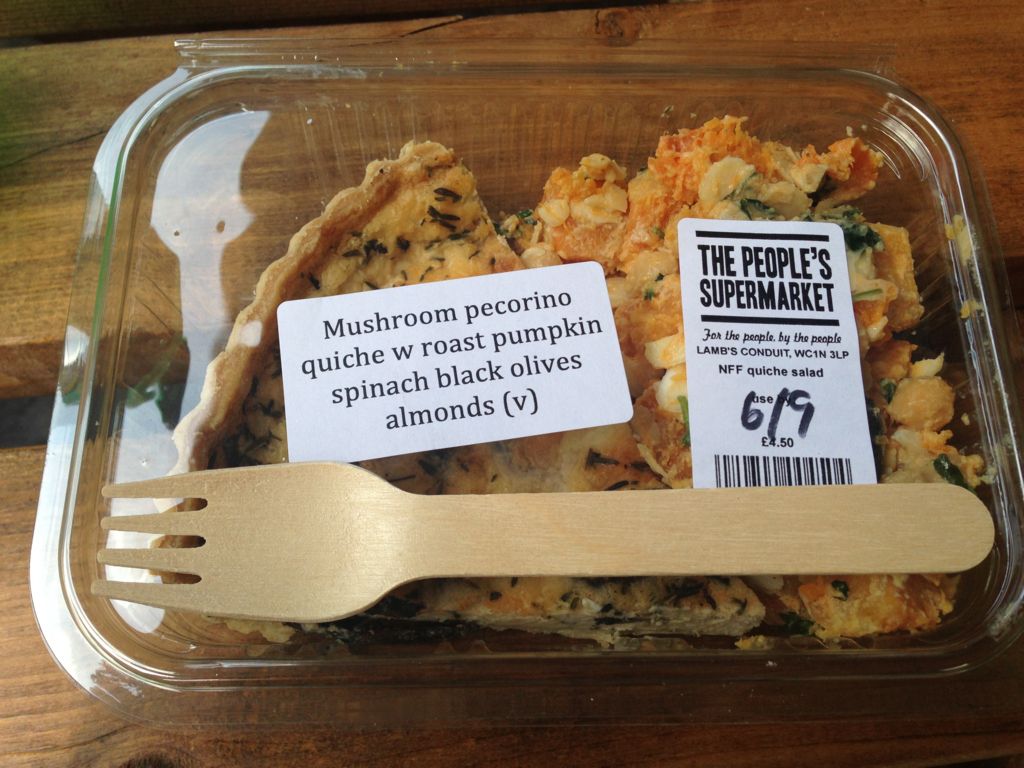 Mushroom pecorino
quiche w roast pumpkin
spinach black olives
almonds (v)
THE PEOPLE'S
SUPERMARKET
For the people, by the people
LAMB'S CONDUIT, WC1N 3LP
NFF quiche salad
use
6/9
£4.50